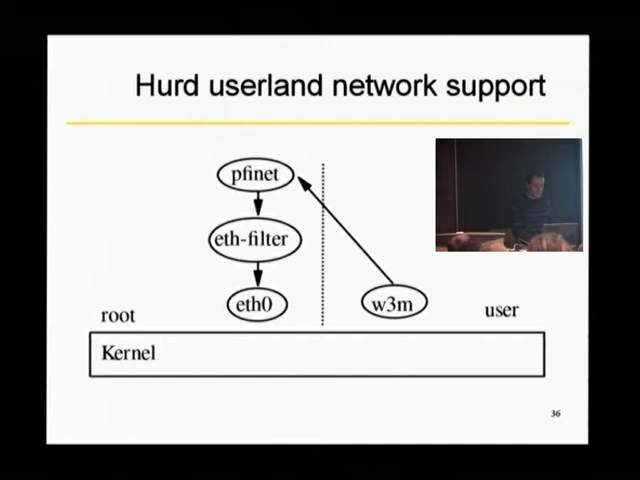 Hurd userland network support
pfinet
eth-filter
eth0
w3m
root
user
Kernel
36